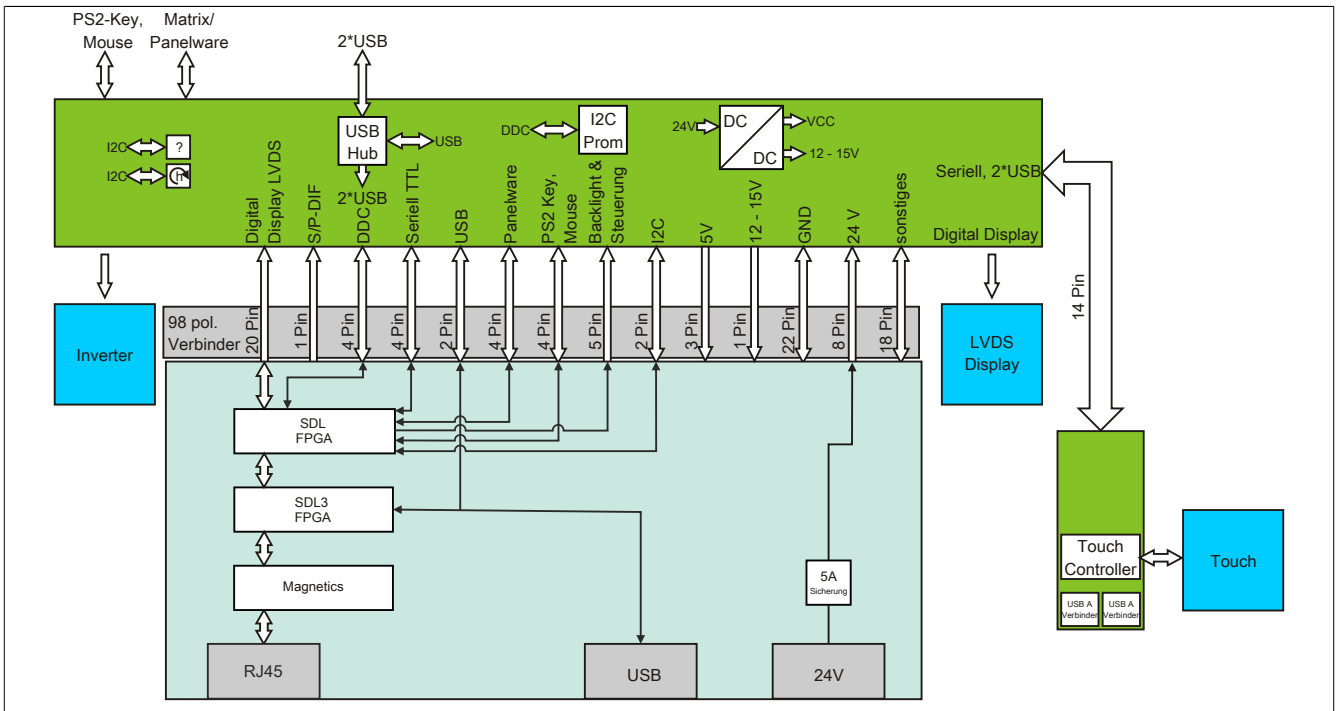 PS2-Key,
Mouse
Matrix/
Panelware
2*USB
I2C
?
I2C
h
USB
Hub
USB
2*USB
DDC
I2C
Prom
24V
DC
DC
VCC
12 - 15V
Seriell, 2*USB
Digital Display
Digital
Display LVDS
S/P-DIF
DDC
Seriell TTL
USB
Panelware
PS2 Key,
Mouse
Backlight &
Steuerung
I2C
5V
12 - 15V
GND
24 V
sonstiges
98 pol.
Verbinder
20 Pin
1 Pin
4 Pin
4 Pin
2 Pin
4 Pin
4 Pin
5 Pin
2 Pin
3 Pin
1 Pin
22 Pin
8 Pin
18 Pin
14 Pin
Inverter
LVDS
Display
SDL
FPGA
SDL3
FPGA
Magnetics
5A
Sicherung
RJ45
USB
24V
Touch
Controller
USB A
Verbinder
USB A
Verbinder
Touch